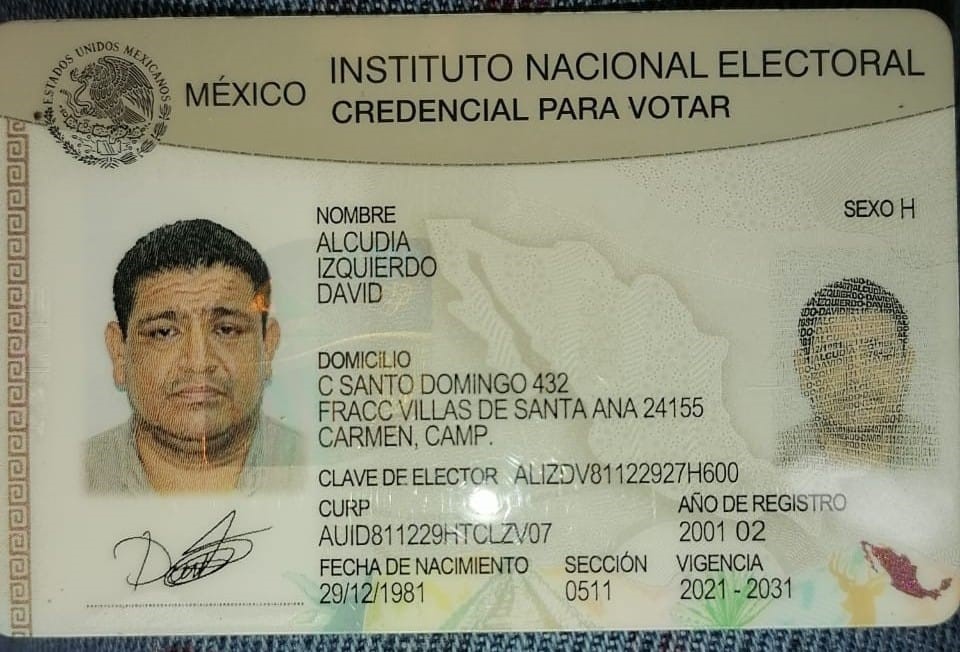 ESTADOS UNIDOS MEXICANOS
MÉXICO
INSTITUTO NACIONAL ELECTORAL
CREDENCIAL PARA VOTAR
NOMBRE
ALCUDIA
IZQUIERDO
DAVID
SEXO H
DOMICILIO
C SANTO DOMINGO 432
FRACC VILLAS DE SANTA ANA 24155
CARMEN, CAMP.
CLAVE DE ELECTOR ALIZDV81122927H600
CURP
AUID811229HTCLZV07
AÑO DE REGISTRO
2001 02
FECHA DE NACIMIENTO
29/12/1981
SECCIÓN
0511
VIGENCIA
2021 - 2031